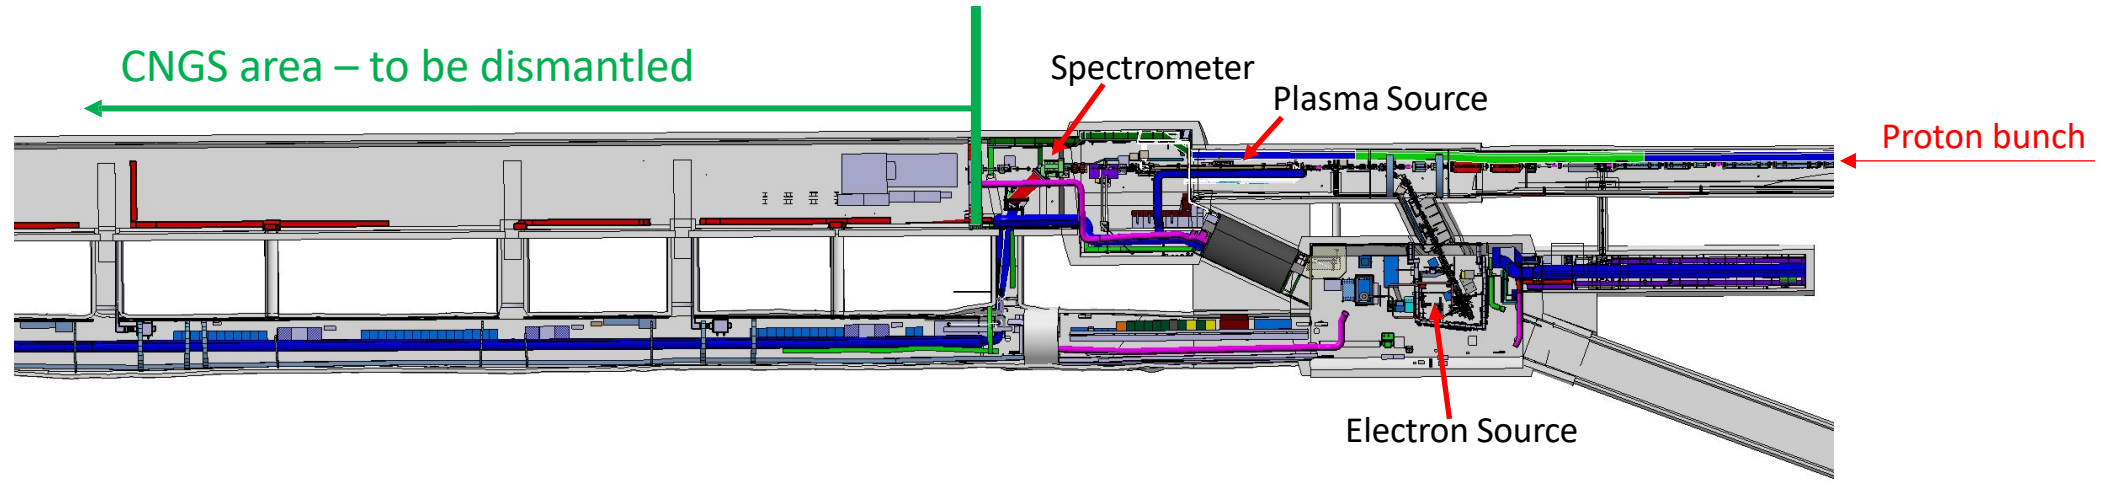 CNGS area – to be dismantled
Spectrometer
Plasma Source
Proton bunch
Electron Source